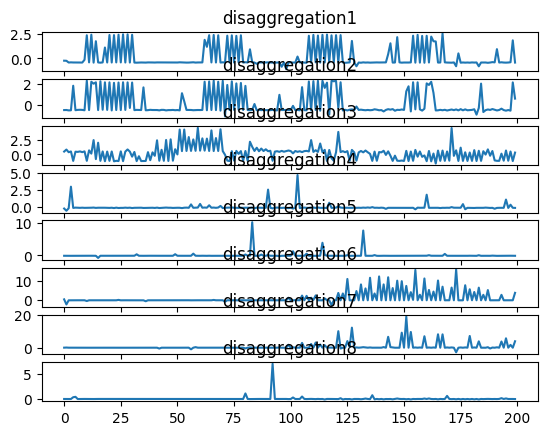 disaggregation1
2.5
0.0
disaggregation2
2
0
disaggregation3
2.5
0.0
disaggregation4
5.0
2.5
0.0
disaggregation5
10
0
disaggregation6
10
0
disaggregation7
20
0
disaggregation8
5
0
0 25 50 75 100 125 150 175 200